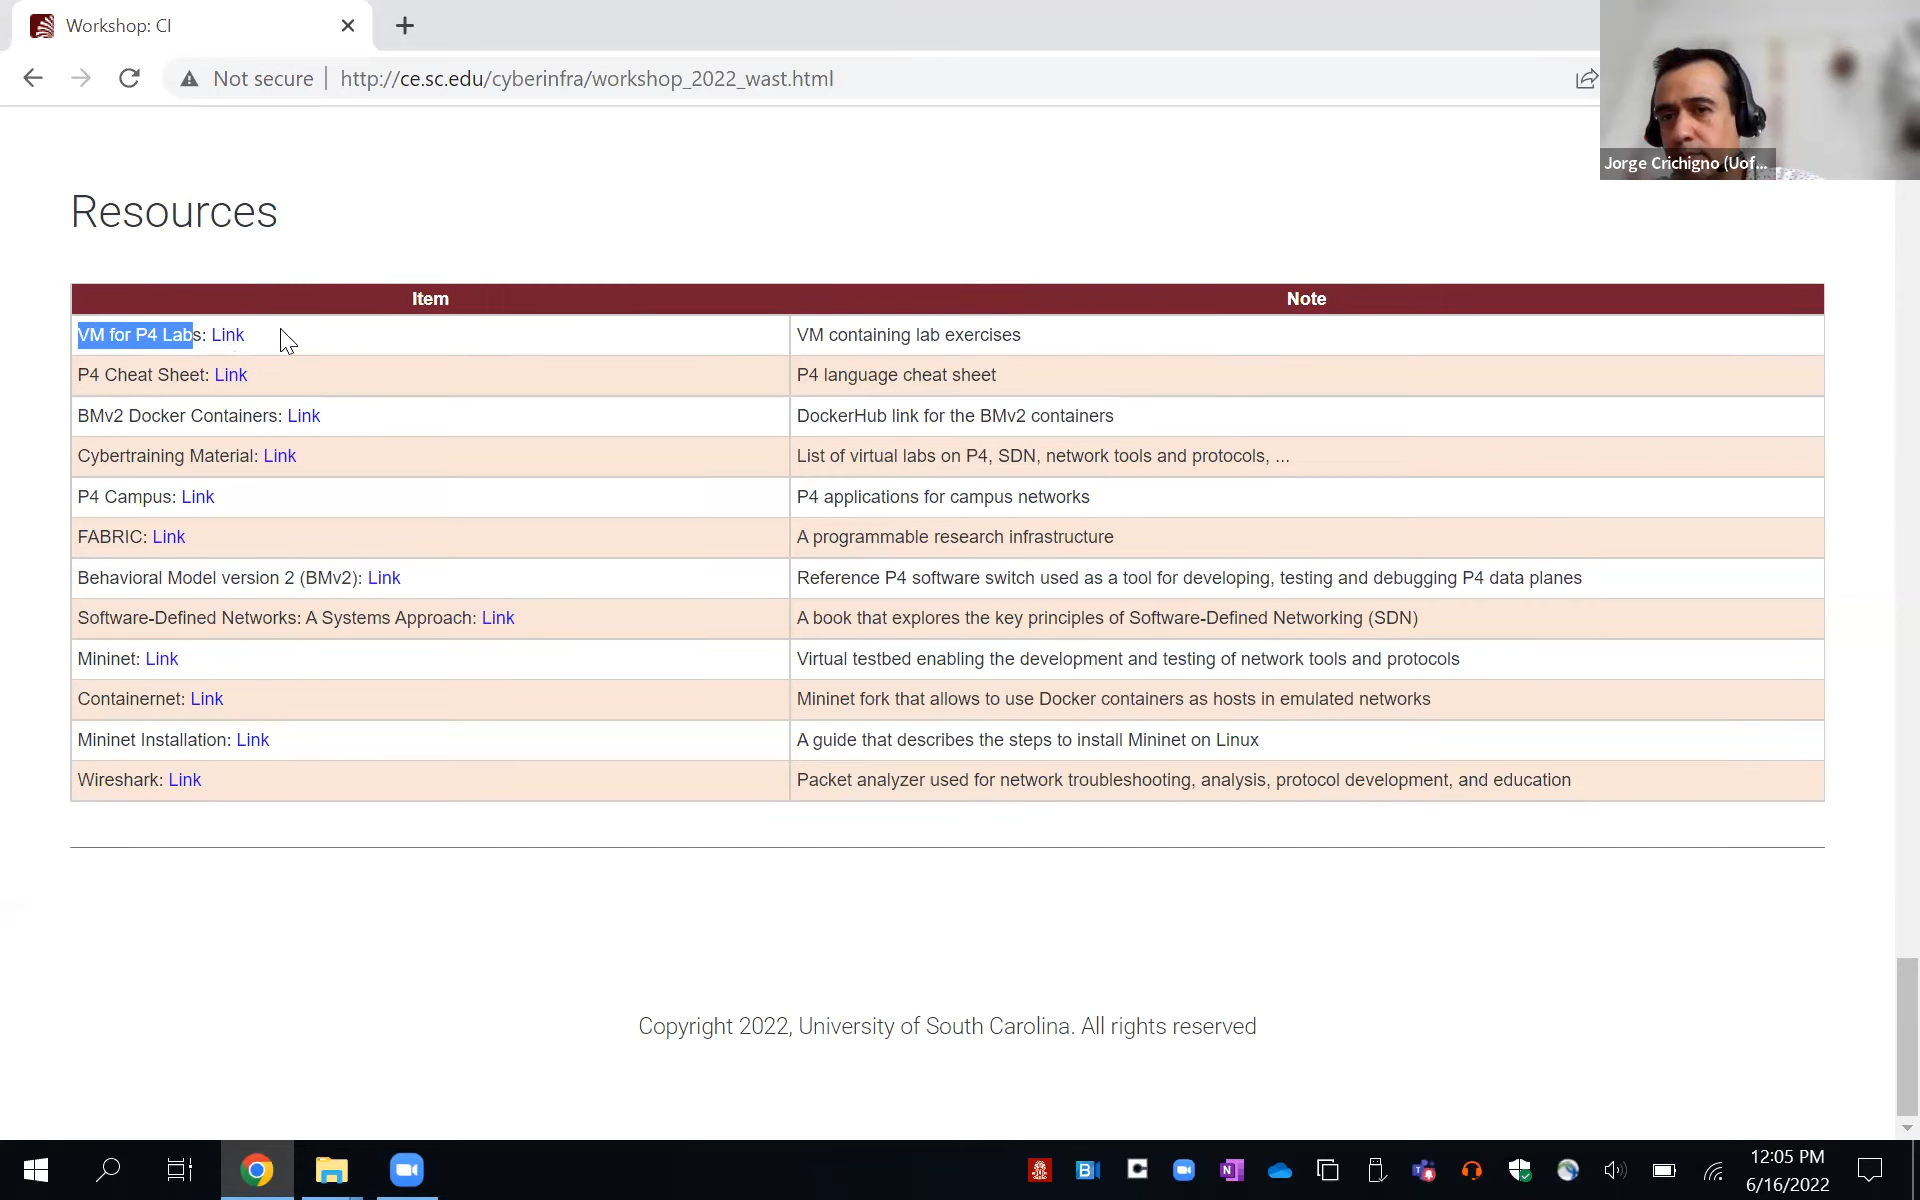 Workshop: CI
Not secure | http://ce.sc.edu/cyberinfra/workshop_2022_wast.html
Jorge Crichigno (Uof...
Resources
Item Note
VM for P4 Labs: Link VM containing lab exercises
P4 Cheat Sheet: Link P4 language cheat sheet
BMv2 Docker Containers: Link DockerHub link for the BMv2 containers
Cybertraining Material: Link List of virtual labs on P4, SDN, network tools and protocols, ...
P4 Campus: Link P4 applications for campus networks
FABRIC: Link A programmable research infrastructure
Behavioral Model version 2 (BMv2): Link Reference P4 software switch used as a tool for developing, testing and debugging P4 data planes
Software-Defined Networks: A Systems Approach: Link A book that explores the key principles of Software-Defined Networking (SDN)
Mininet: Link Virtual testbed enabling the development and testing of network tools and protocols
Containernet: Link Mininet fork that allows to use Docker containers as hosts in emulated networks
Mininet Installation: Link A guide that describes the steps to install Mininet on Linux
Wireshark: Link Packet analyzer used for network troubleshooting, analysis, protocol development, and education
Copyright 2022, University of South Carolina. All rights reserved
12:05 PM
6/16/2022